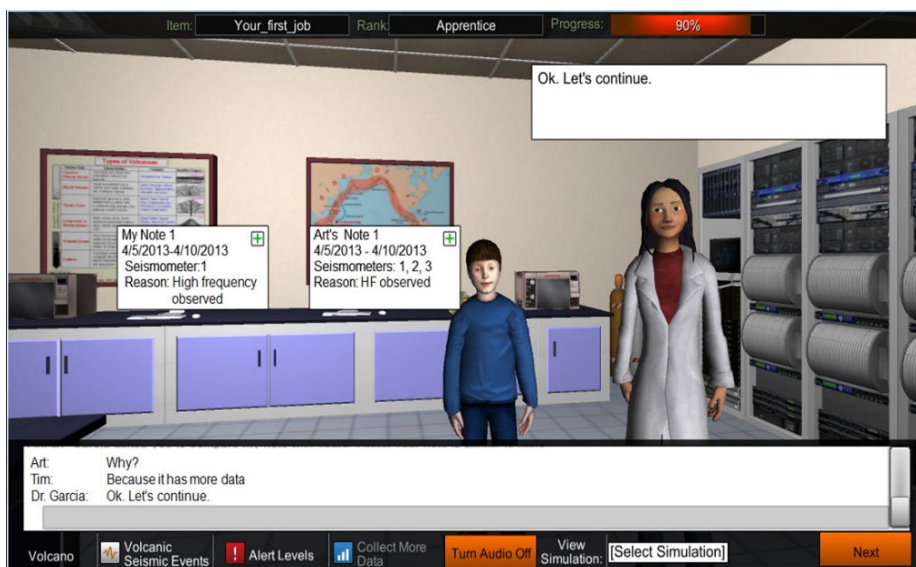 Item: Your_first_job Rank: Apprentice Progress: 90%
Ok. Let's continue.
Types of Volcanoes
My Note 1
4/5/2013-4/10/2013
Seismometer:1
Reason: High frequency
observed
Art's Note 1
4/5/2013 - 4/10/2013
Seismometers: 1, 2, 3
Reason: HF observed
Art: Why?
Tim: Because it has more data
Dr. Garcia: Ok. Let's continue.
Volcano
Volcanic
Seismic Events
Alert Levels
Collect More
Data
Turn Audio Off
View
Simulation:
[Select Simulation]
Next